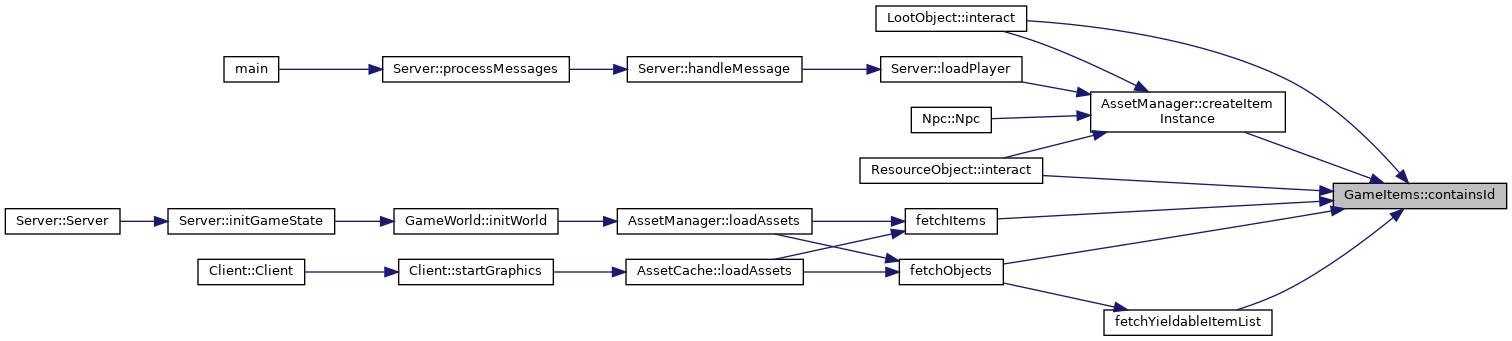 LootObject::interact
main
Server::processMessages
Server::handleMessage
Server::loadPlayer
AssetManager::createItem
Instance
Npc::Npc
ResourceObject::interact
GameItems::containsId
Server::Server
Server::initGameState
GameWorld::initWorld
AssetManager::loadAssets
fetchItems
Client::Client
Client::startGraphics
AssetCache::loadAssets
fetchObjects
fetchYieldableItemList